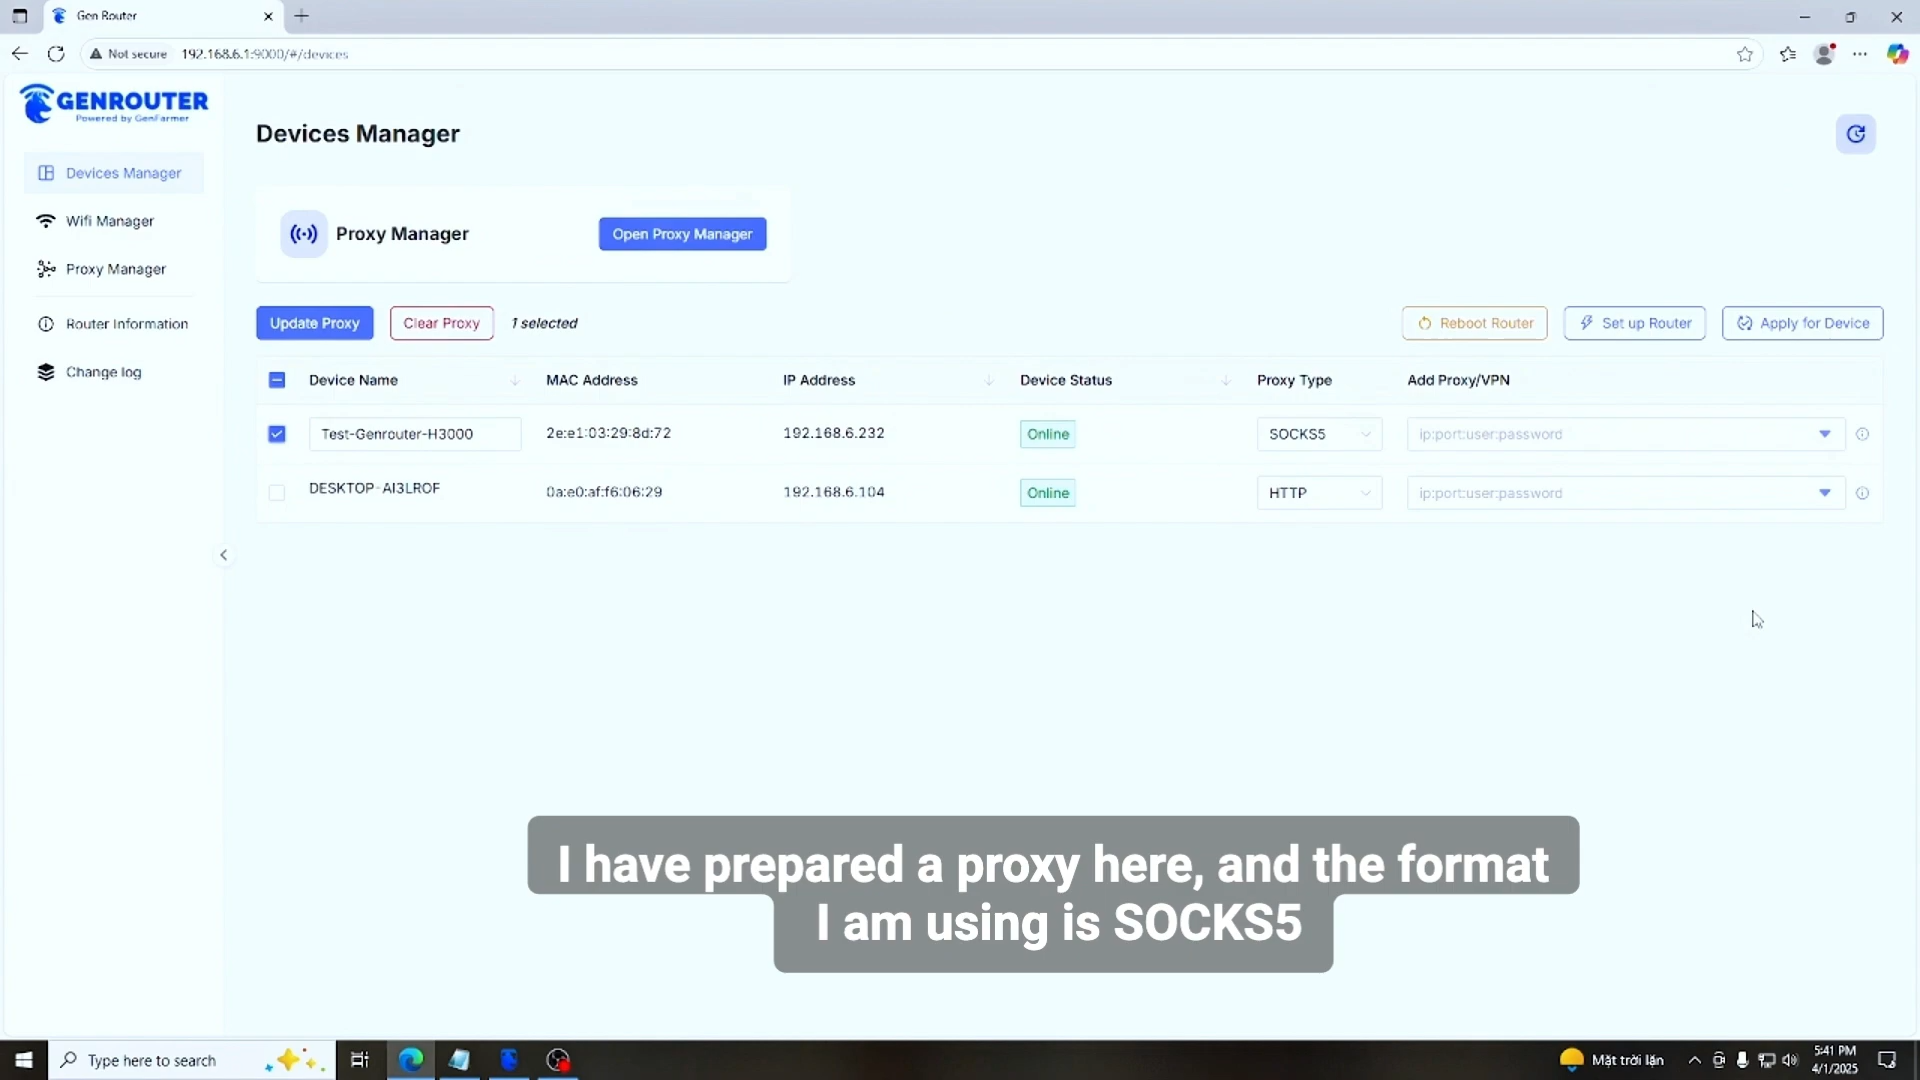 Gen Router
Not secure
192.168.6.1:9000/#/devices
GENROUTER
Powered by GenFarmer
Devices Manager
Wifi Manager
Proxy Manager
Router Information
Change log
Devices Manager
Proxy Manager
Open Proxy Manager
Update Proxy
Clear Proxy
1 selected
Reboot Router
Set up Router
Apply for Device
Device Name
MAC Address
IP Address
Device Status
Proxy Type
Add Proxy/VPN
Test-Genrouter-H3000
2e:e1:03:29:8d:72
192.168.6.232
Online
SOCKS5
ip:port:user:password
DESKTOP-AI3LROF
0a:e0:af:f6:06:29
192.168.6.104
Online
HTTP
ip:port:user:password
I have prepared a proxy here, and the format
I am using is SOCKS5
Type here to search
Mặt trời lặn
5:41 PM
4/1/2025